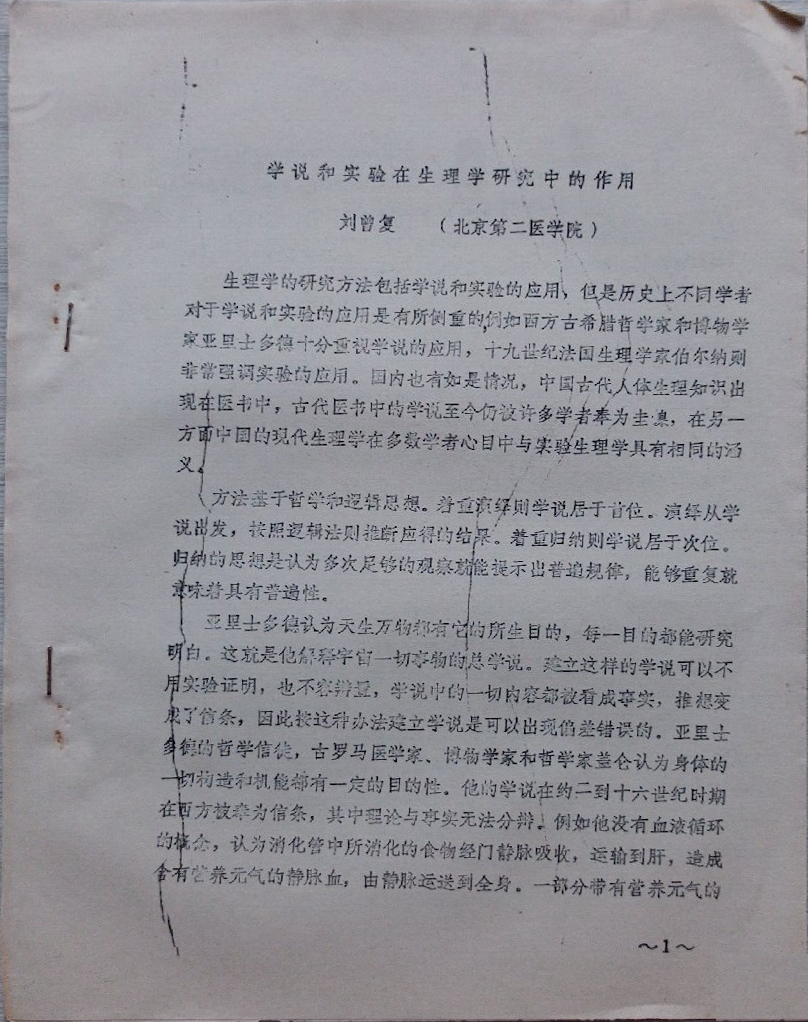 学说和实验在生理学研究中的作用
刘曾复 （北京第二医学院）
生理学的研究方法包括学说和实验的应用，但是历史上不同学者
对于学说和实验的应用是有所侧重的例如西方古希腊哲学家和博物学
家亚里士多德十分重视学说的应用，十九世纪法国生理学家伯尔纳则
非常强调实验的应用。国内也有如是情况，中国古代人体生理知识出
现在医书中，古代医书中的学说至今仍被许多学者奉为圭臬，在另一
方面中国的现代生理学在多数学者心目中与实验生理学具有相同的涵
义。
方法基于哲学和逻辑思想。着重演绎则学说居于首位。演绎从学
说出发，按照逻辑法则推断应得的结果。着重归纳则学说居于次位。
归纳的思想是认为多次足够的观察就能提示出普遍规律，能够重复就
意味着具有普遍性。
亚里士多德认为天生万物都有它的所生目的，每一目的都能研究
明白。这就是他解释宇宙一切事物的总学说。建立这样的学说可以不
用实验证明，也不容辩重，学说中的一切内容都被看成事实，推想变
成了信条，因此按这种办法建立学说是可以出现偏差错误的。亚里士
多德的哲学信徒，古罗马医学家、博物学家和哲学家盖仑认为身体的
一切构造和机能都有一定的目的性。他的学说在约二到十六世纪时期
在西方被奉为信条，其中理论与事实无法分辩。例如他没有血液循环
的概念，认为消化管中所消化的食物经门静脉吸收，运输到肝，造成
含有营养元气的静脉血，由静脉运送到全身。一部分带有营养元气的
～1～